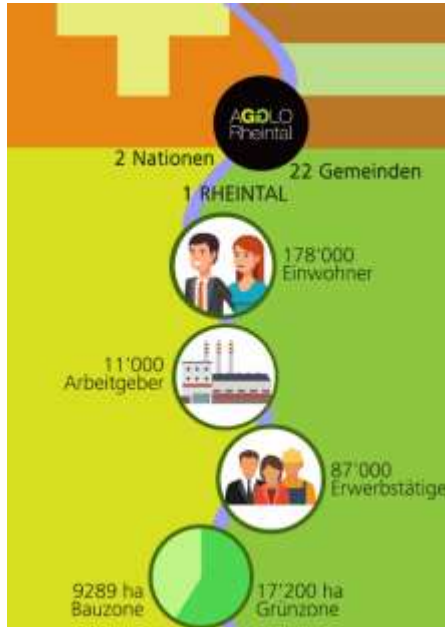 AGGLO
Rheintal
2 Nationen
22 Gemeinden
1 RHEINTAL
178'000
Einwohner
11'000
Arbeitgeber
87'000
Erwerbstätige
9289 ha
Bauzone
17'200 ha
Grünzone